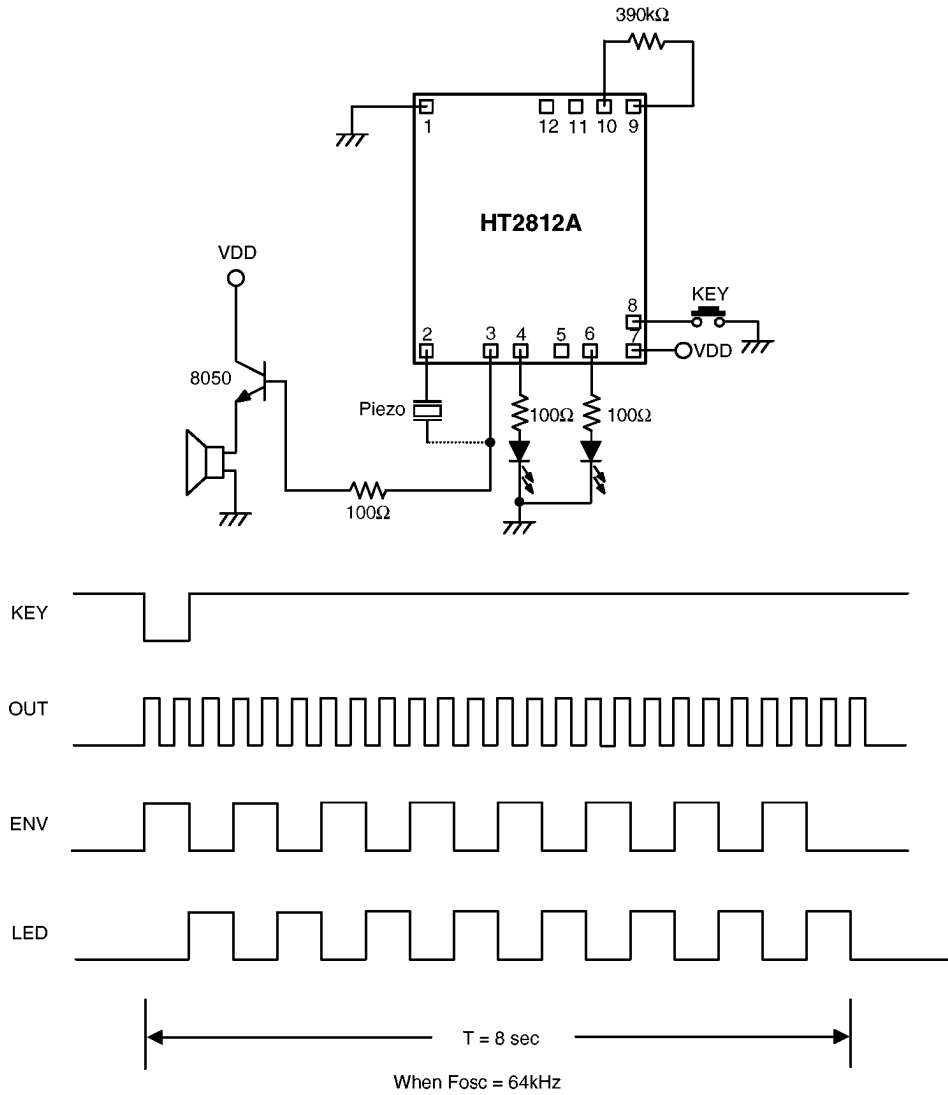 390kΩ
1
12
11
10
9
HT2812A
VDD
8
KEY
2
3
4
5
6
7
VDD
8050
Piezo
100Ω
100Ω
100Ω
KEY
OUT
ENV
LED
T = 8 sec
When Fosc = 64kHz